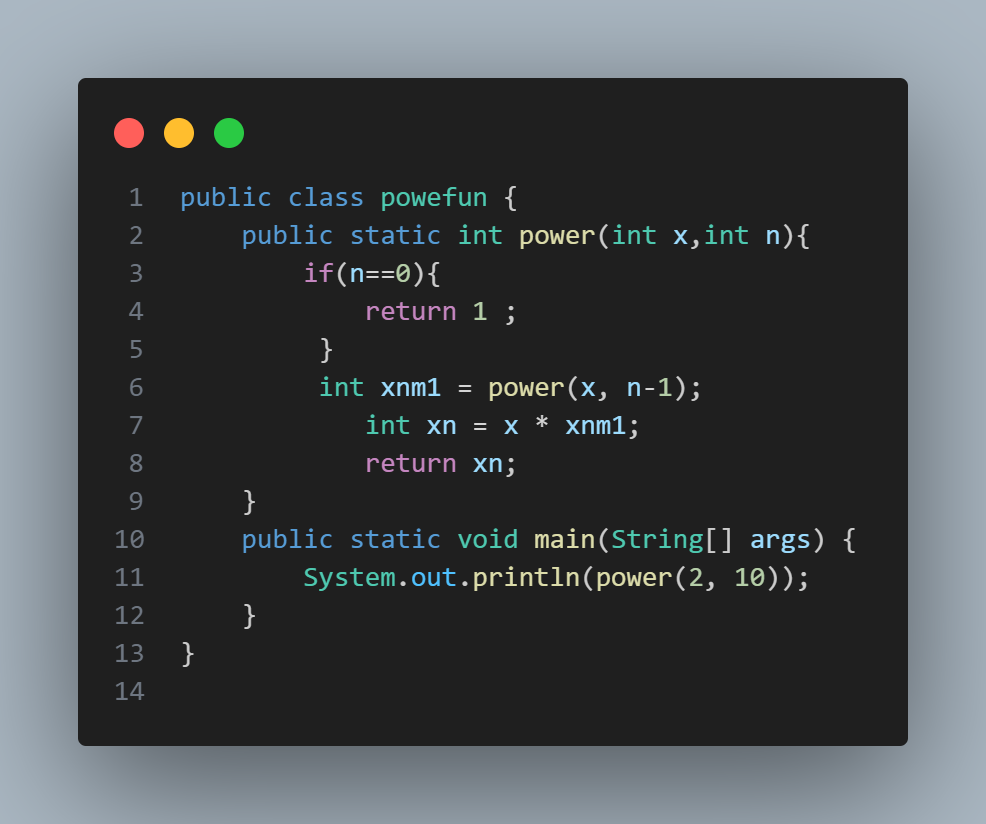 1 public class powefun {
2     public static int power(int x,int n){
3         if(n==0){
4             return 1 ;
5          }
6          int xnm1 = power(x, n-1);
7             int xn = x * xnm1;
8             return xn;
9     }
10     public static void main(String[] args) {
11         System.out.println(power(2, 10));
12     }
13 }
14